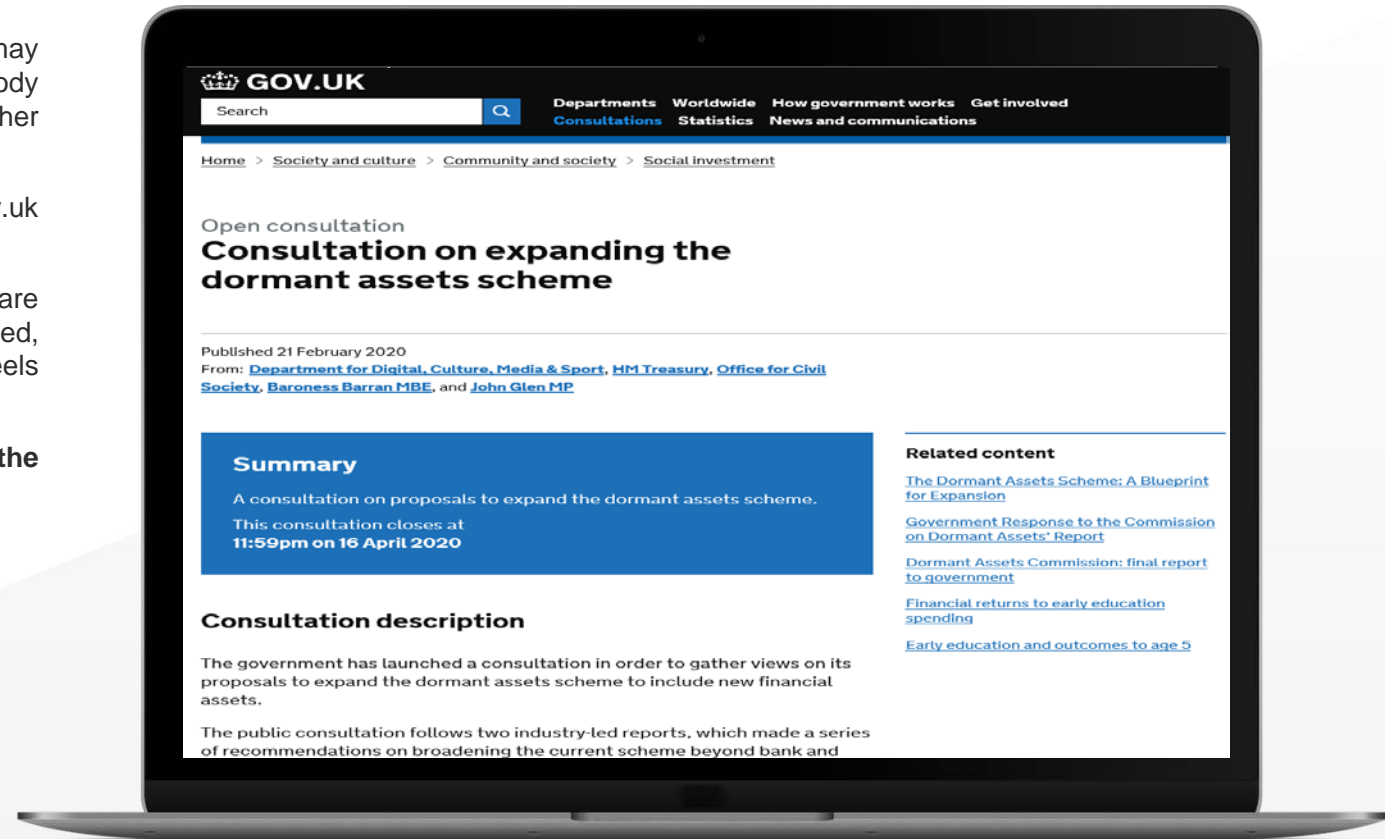 may
ody
her
.uk
are
ed,
eels
the
GOV.UK
Search
Departments Worldwide How government works Get involved
Consultations Statistics News and communications
Home > Society and culture > Community and society > Social investment
Open consultation
Consultation on expanding the
dormant assets scheme
Published 21 February 2020
From: Department for Digital, Culture, Media & Sport, HM Treasury, Office for Civil
Society, Baroness Barran MBE, and John Glen MP
Summary
A consultation on proposals to expand the dormant assets scheme.
This consultation closes at
11:59pm on 16 April 2020
Consultation description
The government has launched a consultation in order to gather views on its
proposals to expand the dormant assets scheme to include new financial
assets.
The public consultation follows two industry-led reports, which made a series
of recommendations on broadening the current scheme beyond bank and
Related content
The Dormant Assets Scheme: A Blueprint
for Expansion
Government Response to the Commission
on Dormant Assets' Report
Dormant Assets Commission: final report
to government
Financial returns to early education
spending
Early education and outcomes to age 5